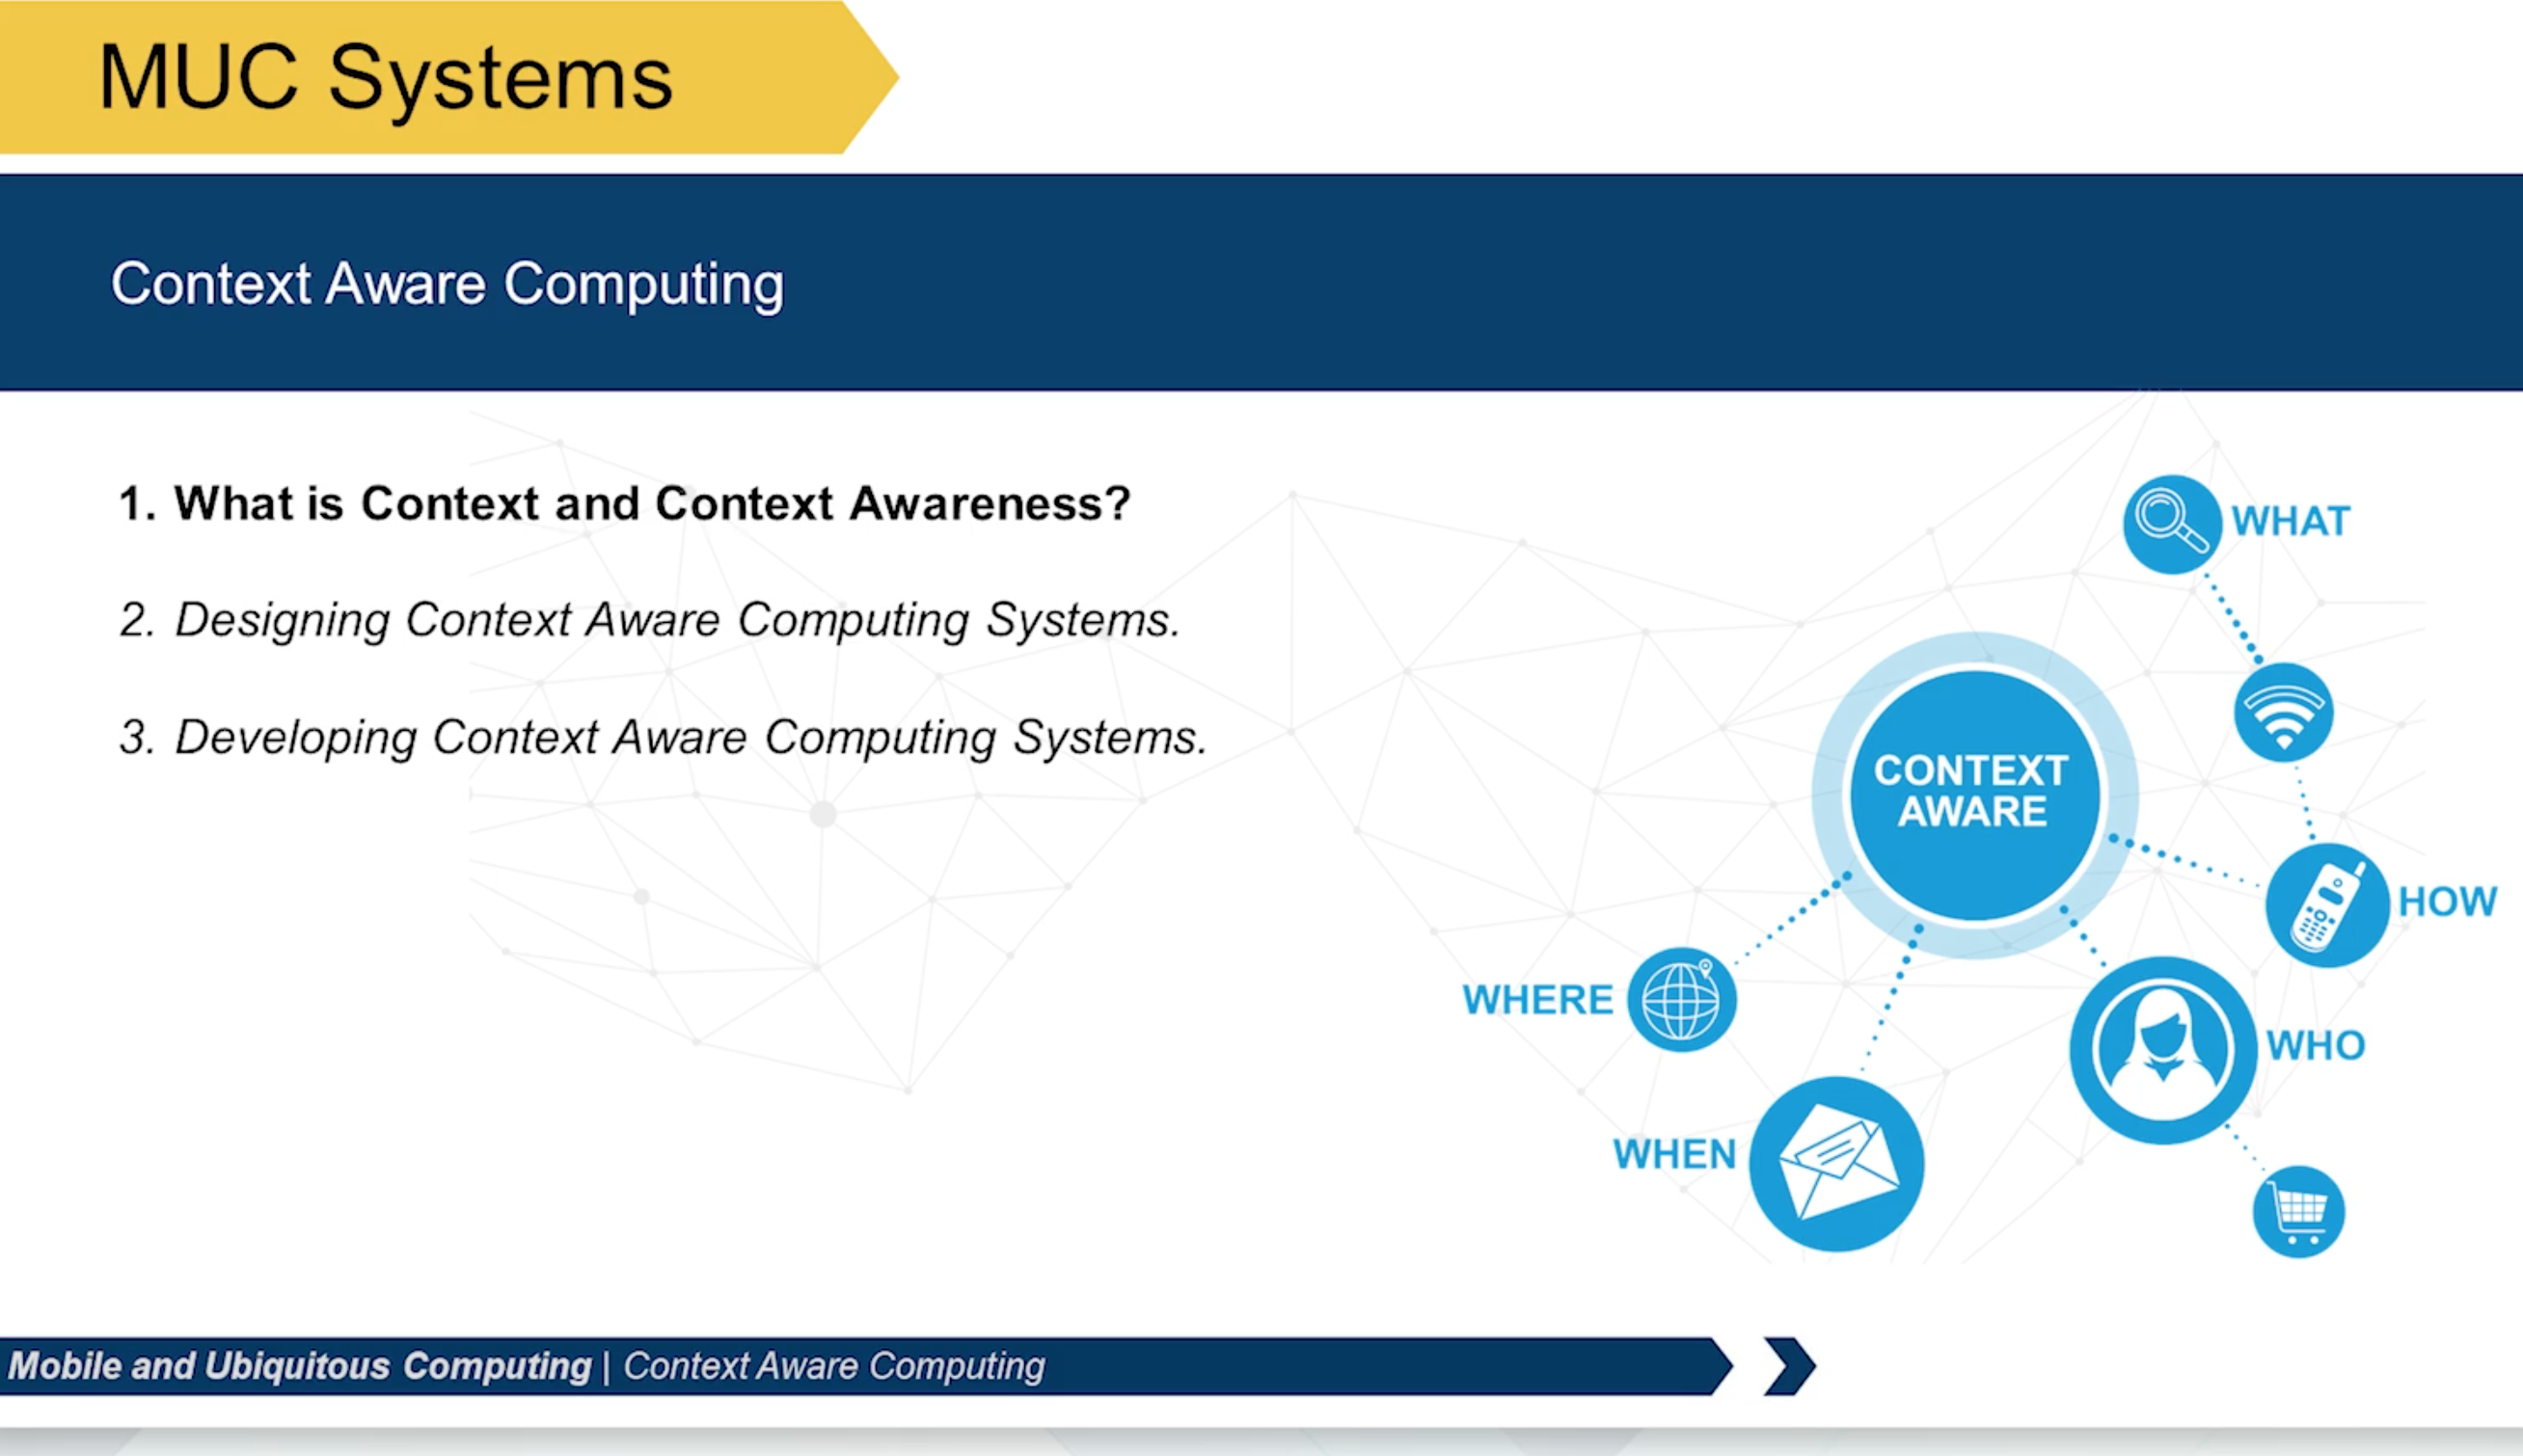 MUC Systems
Context Aware Computing
1. What is Context and Context Awareness?
2. Designing Context Aware Computing Systems.
3. Developing Context Aware Computing Systems.
WHAT
CONTEXT
AWARE
HOW
WHERE
WHO
WHEN
Mobile and Ubiquitous Computing | Context Aware Computing